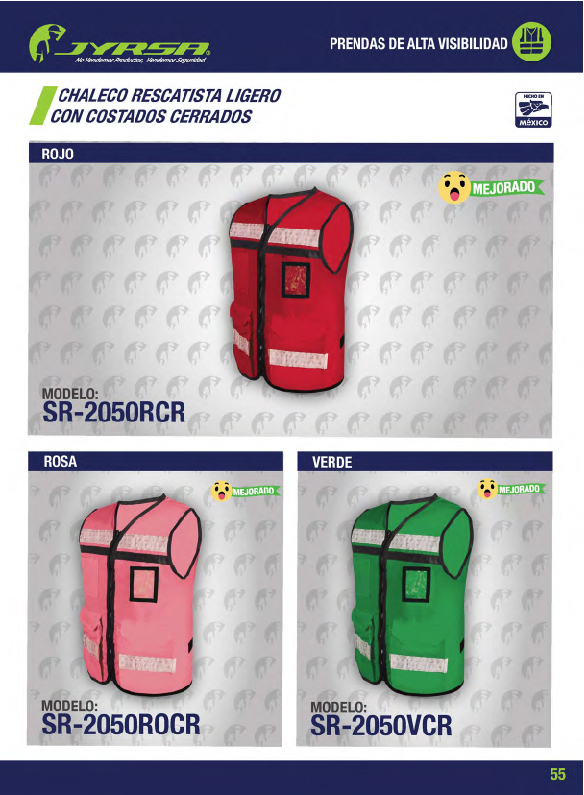 JYRSA®
No Vendemos Productos, Vendemos Seguridad
PRENDAS DE ALTA VISIBILIDAD
CHALECO RESCATISTA LIGERO
CON COSTADOS CERRADOS
HECHO EN
MÉXICO
ROJO
MEJORADO
MODELO:
SR-2050RCR
ROSA
MEJORADO
MODELO:
SR-2050ROCR
VERDE
MEJORADO
MODELO:
SR-2050VCR
55